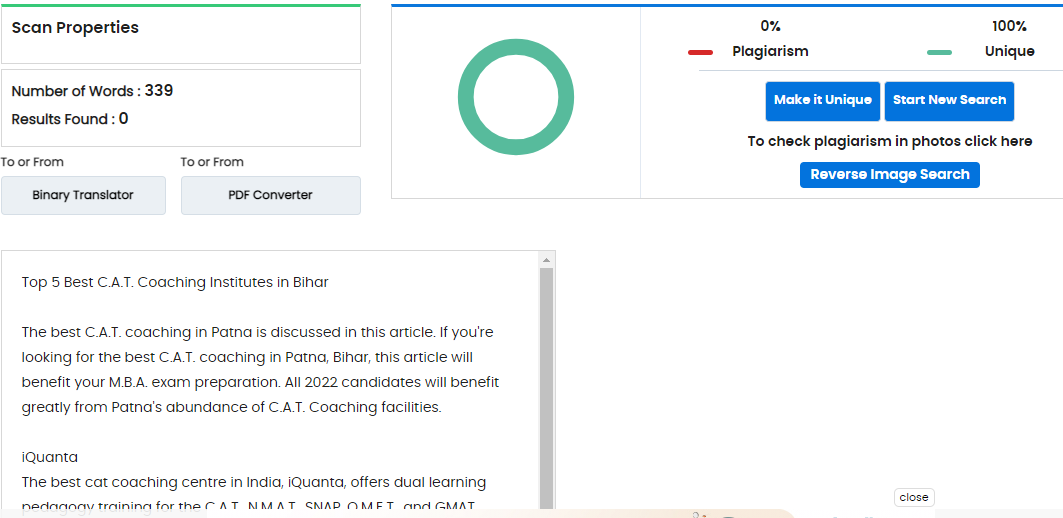 Scan Properties
Number of Words : 339
Results Found : 0
To or From
To or From
Binary Translator
PDF Converter
0%
100%
Plagiarism
Unique
Make it Unique
Start New Search
To check plagiarism in photos click here
Reverse Image Search
Top 5 Best C.A.T. Coaching Institutes in Bihar
The best C.A.T. coaching in Patna is discussed in this article. If you're
looking for the best C.A.T. coaching in Patna, Bihar, this article will
benefit your M.B.A. exam preparation. All 2022 candidates will benefit
greatly from Patna's abundance of C.A.T. Coaching facilities.
iQuanta
The best cat coaching centre in India, iQuanta, offers dual learning
pedagogy training for the C.A.T., N.M.A.T., SNAP, O.M.E.T., and GMAT
close